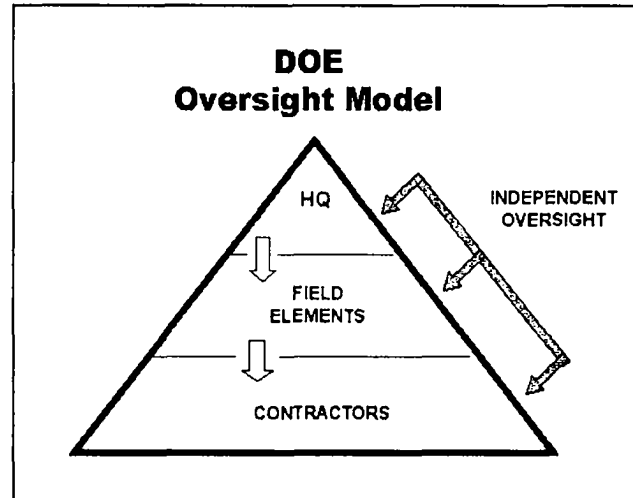 DOE
Oversight Model
HQ
INDEPENDENT
OVERSIGHT
FIELD
ELEMENTS
CONTRACTORS